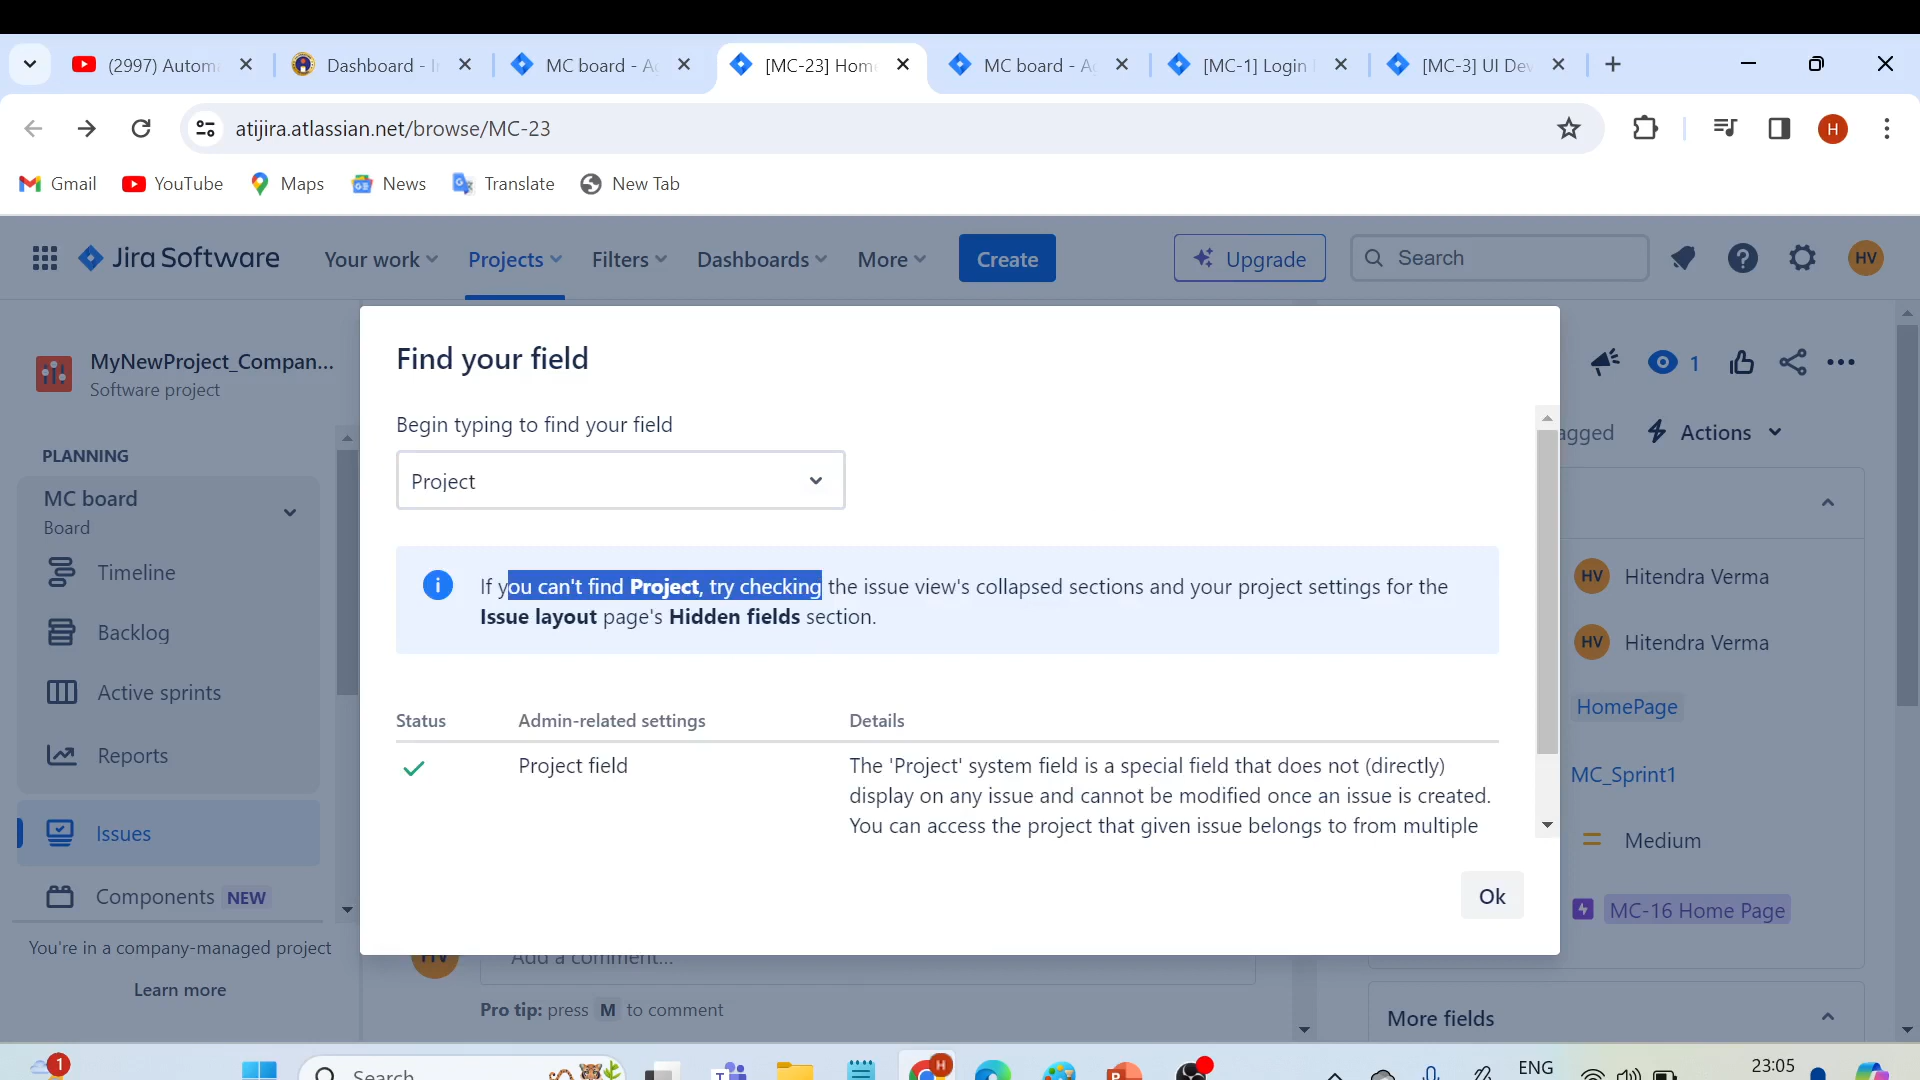 (2997) Autom
Dashboard - I
MC board - A
[MC-23] Hom
MC board - A
[MC-1] Login
[MC-3] UI Dev
atijira.atlassian.net/browse/MC-23
H
Gmail
YouTube
Maps
News
Translate
New Tab
Jira Software
Your work
Projects
Filters
Dashboards
More
Create
Upgrade
Search
HV
MyNewProject_Compan...
Software project
PLANNING
MC board
Board
Timeline
Backlog
Active sprints
Reports
Issues
Components NEW
You're in a company-managed project
Learn more
Find your field
Begin typing to find your field
Project
If you can't find Project, try checking the issue view's collapsed sections and your project settings for the
Issue layout page's Hidden fields section.
Status Admin-related settings Details
Project field
The 'Project' system field is a special field that does not (directly)
display on any issue and cannot be modified once an issue is created.
You can access the project that given issue belongs to from multiple
Ok
1
agged
Actions
HV Hitendra Verma
HV Hitendra Verma
HomePage
MC_Sprint1
Medium
MC-16 Home Page
More fields
HV
Add a comment...
Pro tip: press M to comment
1
Search
H
ENG
23:05